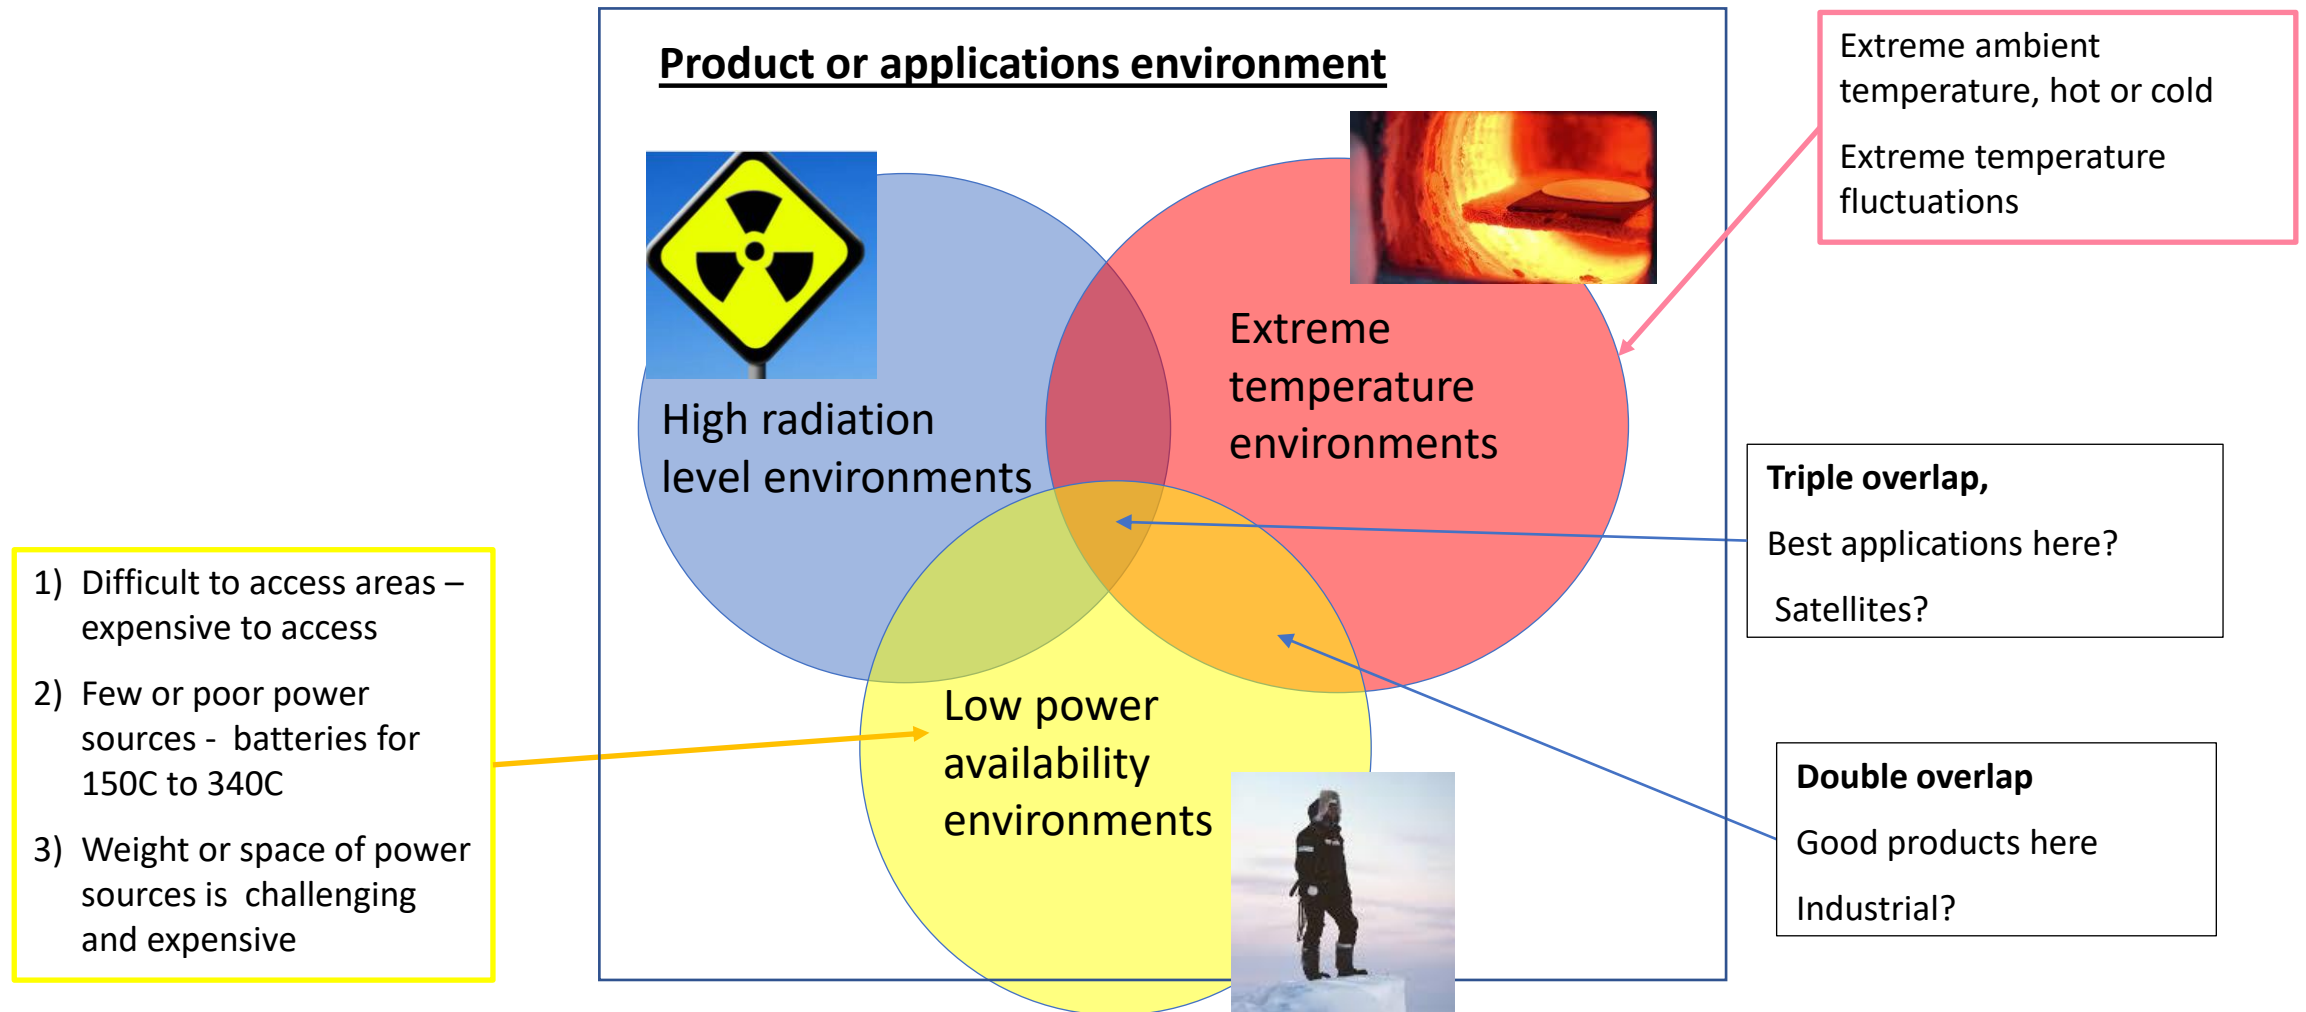 Product or applications environment
Extreme ambient
temperature, hot or cold
Extreme temperature
fluctuations
High radiation
level environments
Extreme
temperature
environments
Low power
availability
environments
Triple overlap,
Best applications here?
Satellites?
Double overlap
Good products here
Industrial?
1) Difficult to access areas –
expensive to access
2) Few or poor power
sources - batteries for
150C to 340C
3) Weight or space of power
sources is challenging
and expensive